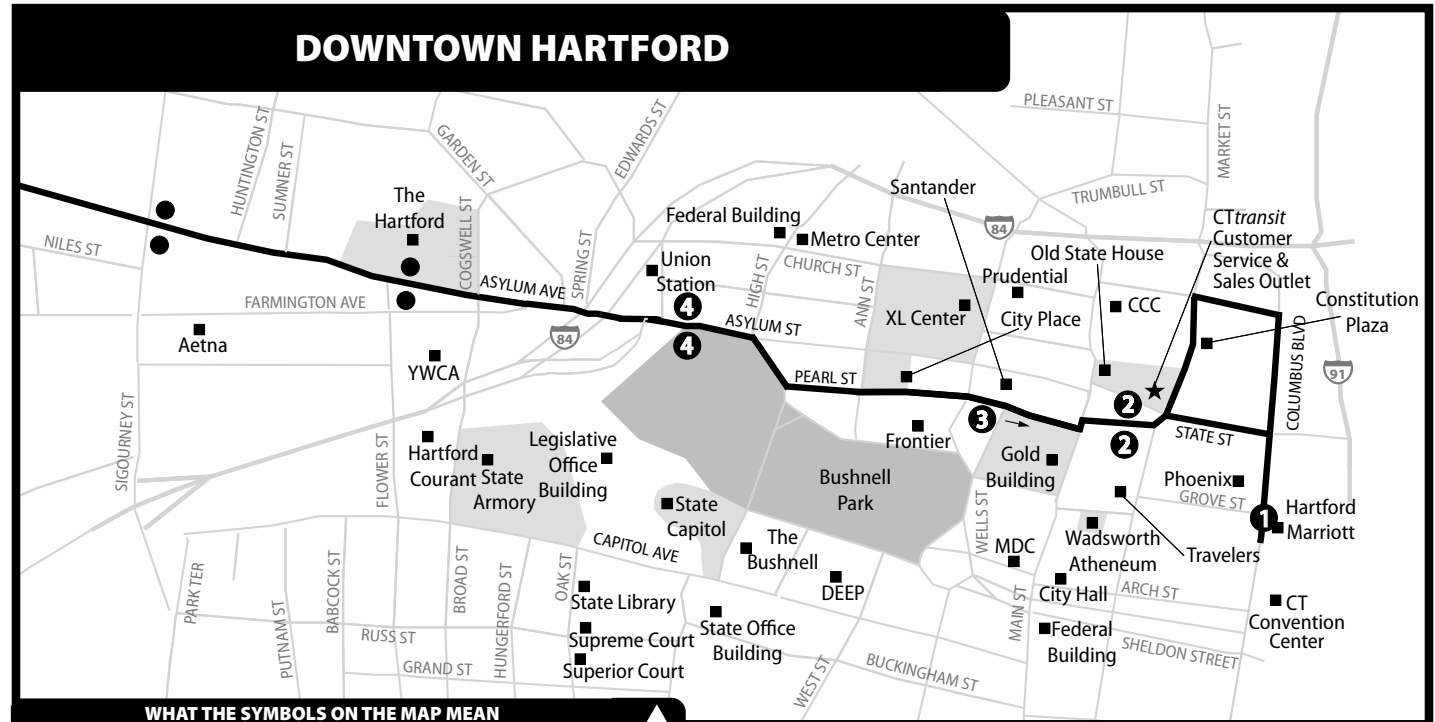 DOWNTOWN HARTFORD
PLEASANT ST
MARKET ST
HUNTINGTON ST
SUMNER ST
GARDEN ST
EDWARDS ST
TRUMBULL ST
The
Hartford
COGSWELL ST
Santander
Federal Building
Metro Center
84
CTtransit
Customer
Service &
Sales Outlet
Old State House
NILES ST
SPRING ST
Union
Station
HIGH ST
CHURCH ST
ANN ST
Prudential
Constitution
Plaza
ASYLUM AVE
FARMINGTON AVE
4
ASYLUM ST
XL Center
City Place
CCC
COLUMBUS BLVD
Aetna
84
4
YWCA
PEARL ST
91
SIGOURNEY ST
2
3
2
STATE ST
FLOWER ST
Hartford
Courant
State
Armory
Legislative
Office
Building
Frontier
Gold
Building
Bushnell
Park
Phoenix
GROVE ST
State
Capitol
1
Hartford
Marriott
WELLS ST
Wadsworth
Atheneum
Travelers
CAPITOL AVE
The
Bushnell
MDC
PARK TER
PUTNAM ST
BABCOCK ST
BROAD ST
HUNGERFORD ST
OAK ST
DEEP
City Hall
ARCH ST
MAIN ST
State Library
RUSS ST
Supreme Court
State Office
Building
Federal
Building
CT
Convention
Center
GRAND ST
Superior Court
WEST ST
BUCKINGHAM ST
SHELDON STREET
WHAT THE SYMBOLS ON THE MAP MEAN